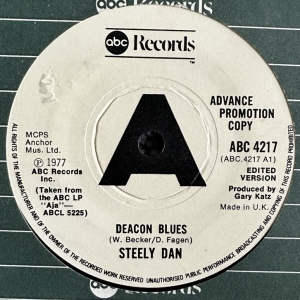 abc Records
ADVANCE
PROMOTION
COPY
MCPS
Anchor
Mus. Ltd.
A
ABC 4217
(ABC.4217 A1)
℗ 1977
ABC Records
Inc.
EDITED
VERSION
(Taken from
the ABC LP
"Aja"—
ABCL 5225)
Produced by
Gary Katz
Made in U.K.
DEACON BLUES
(W. Becker/D. Fagen)
STEELY DAN
ALL RIGHTS OF THE MANUFACTURER AND OF THE OWNER OF THE RECORDED WORK RESERVED UNAUTHORISED PUBLIC PERFORMANCE BROADCASTING AND COPYING OF THIS RECORD PROHIBITED